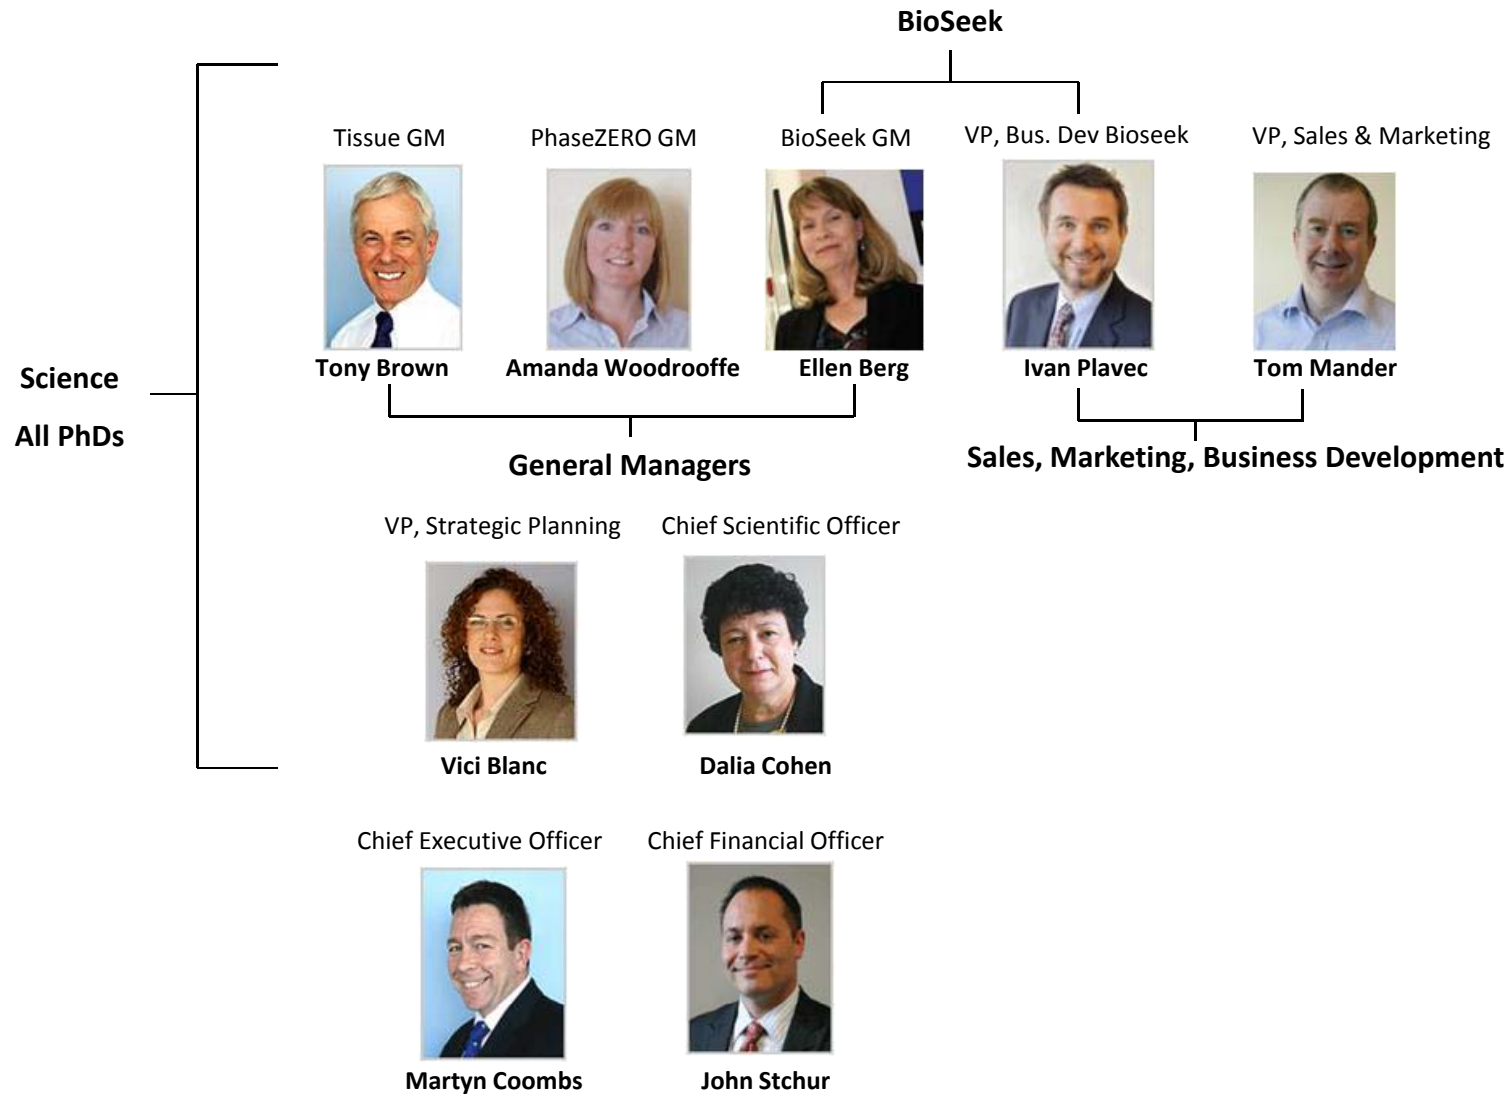 BioSeek
Tissue GM
PhaseZERO GM
BioSeek GM
VP, Bus. Dev Bioseek
VP, Sales & Marketing
Tony Brown
Amanda Woodrooffe
Ellen Berg
Ivan Plavec
Tom Mander
Science
All PhDs
General Managers
Sales, Marketing, Business Development
VP, Strategic Planning
Chief Scientific Officer
Vici Blanc
Dalia Cohen
Chief Executive Officer
Chief Financial Officer
Martyn Coombs
John Stchur